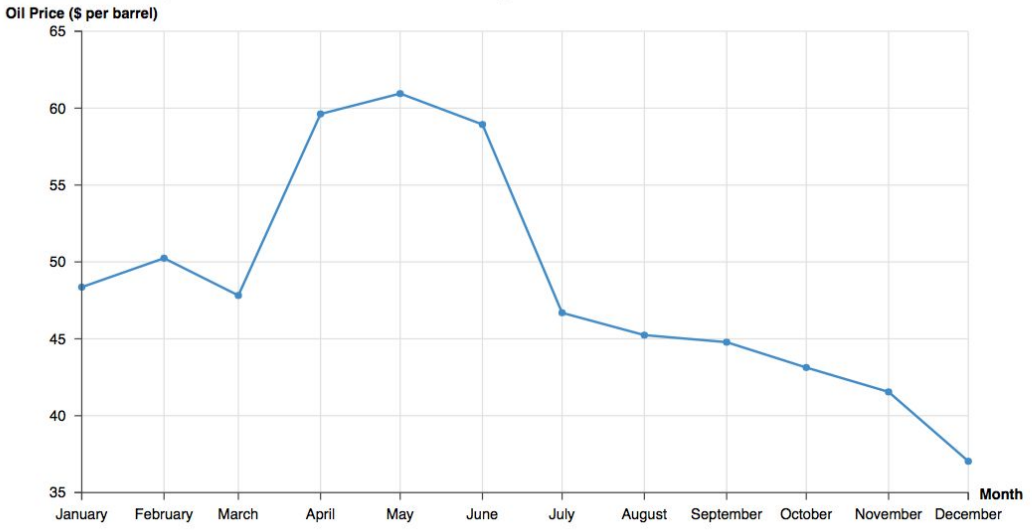 Oil Price ($ per barrel)
65
60
55
50
45
40
35
January February March April May June July August September October November December
Month